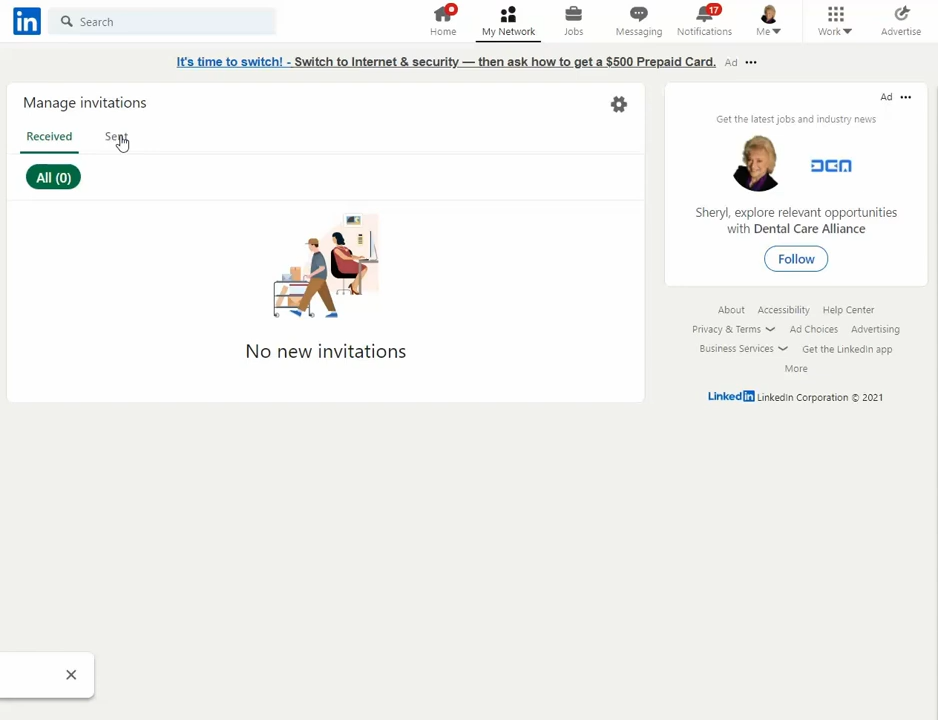 in
Search
Home
My Network
Jobs
Messaging
17
Notifications
Me
Work
Advertise
It's time to switch! - Switch to Internet & security — then ask how to get a $500 Prepaid Card. Ad
Manage invitations
Received
Sent
All (0)
No new invitations
Ad
Get the latest jobs and industry news
DCA
Sheryl, explore relevant opportunities
with Dental Care Alliance
Follow
About Accessibility Help Center
Privacy & Terms Ad Choices Advertising
Business Services Get the LinkedIn app
More
LinkedIn LinkedIn Corporation © 2021